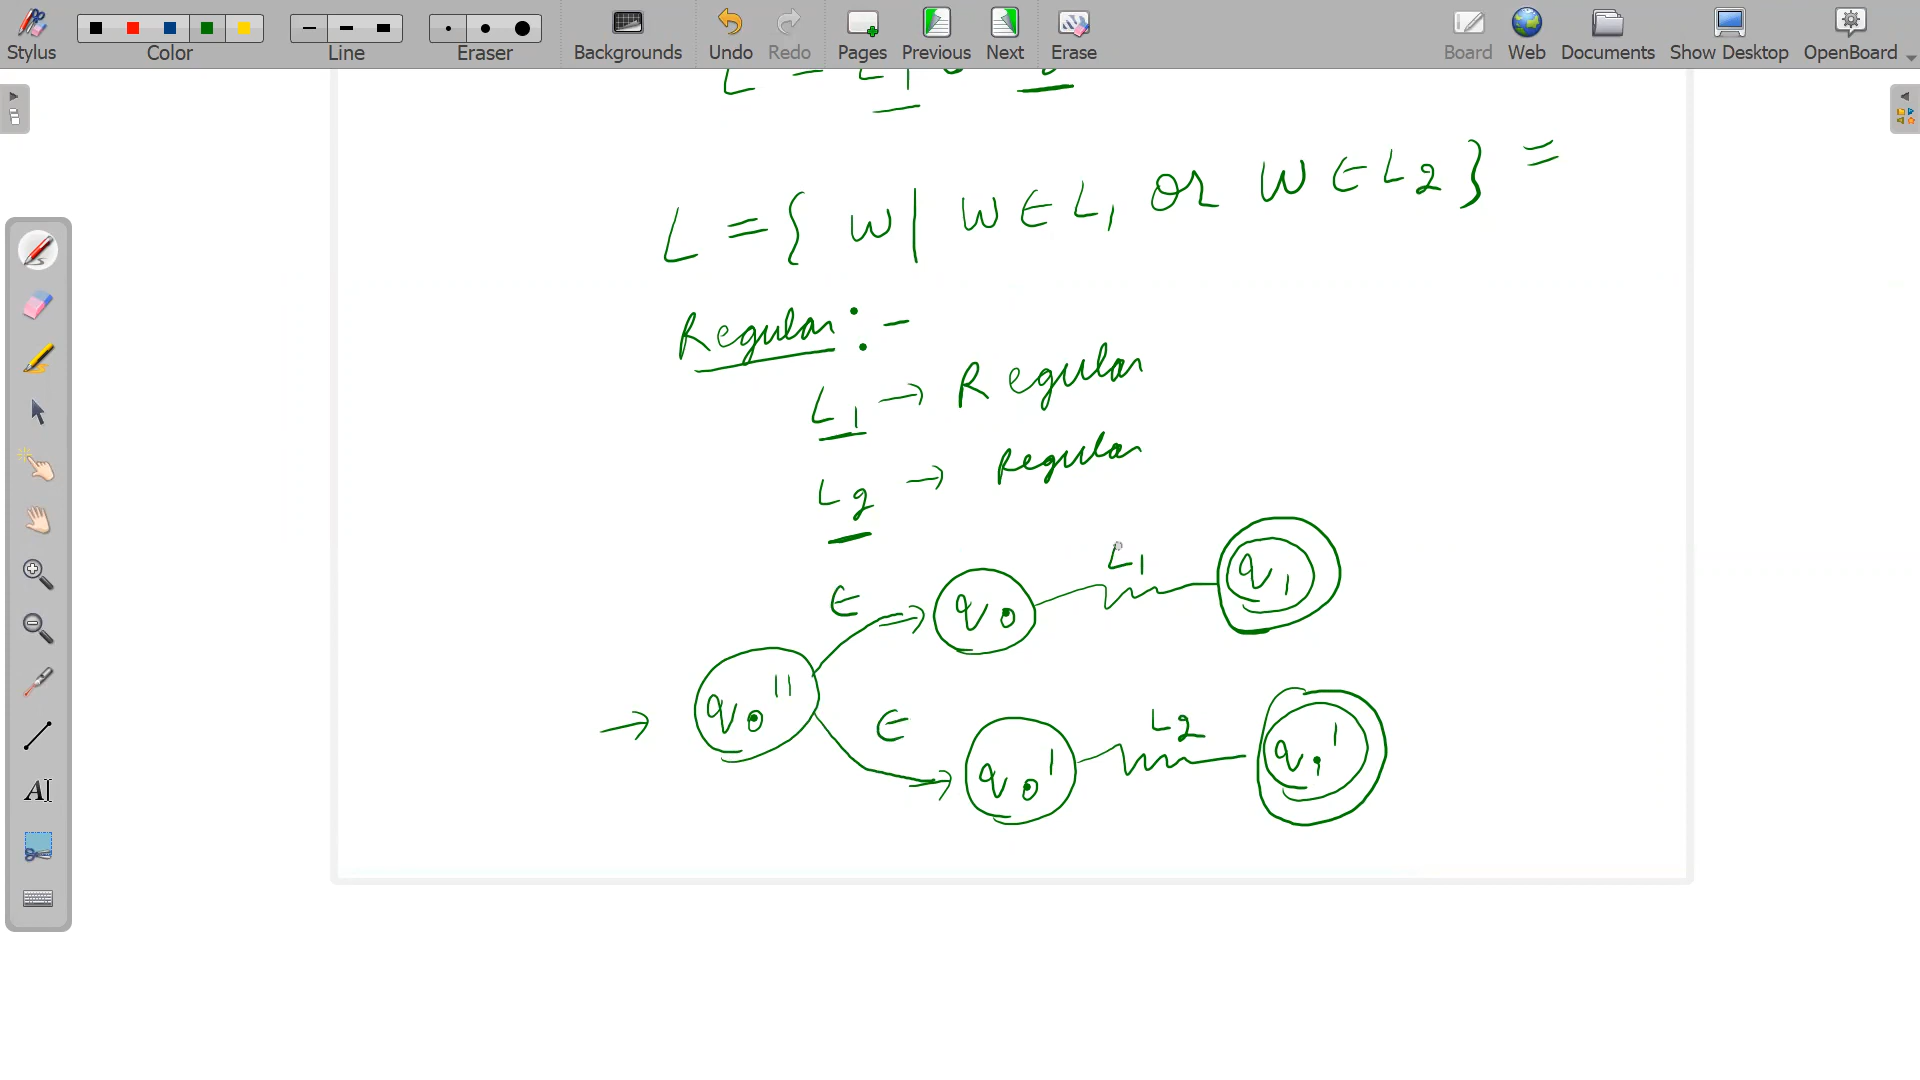 Stylus Color Line Eraser Backgrounds Undo Redo Pages Previous Next Erase Board Web Documents Show Desktop OpenBoard
L = { w | w ∈ L1 or w ∈ L2 } =
Regular :-
L1 → Regular
L2 → Regular
L1
q1
ϵ
q0
q0''
L2
ϵ
q1'
q0'
AI